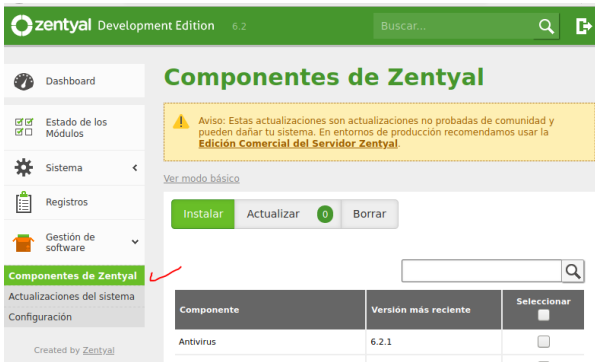 zentyal Development Edition 6.2
Buscar...
Dashboard
Estado de los
Módulos
Sistema
Registros
Gestión de
software
Componentes de Zentyal
Actualizaciones del sistema
Configuración
Created by Zentyal
Componentes de Zentyal
Aviso: Estas actualizaciones son actualizaciones no probadas de comunidad y
pueden dañar tu sistema. En entornos de producción recomendamos usar la
Edición Comercial del Servidor Zentyal.
Ver modo básico
Instalar Actualizar 0 Borrar
Componente Versión más reciente Seleccionar
Antivirus 6.2.1